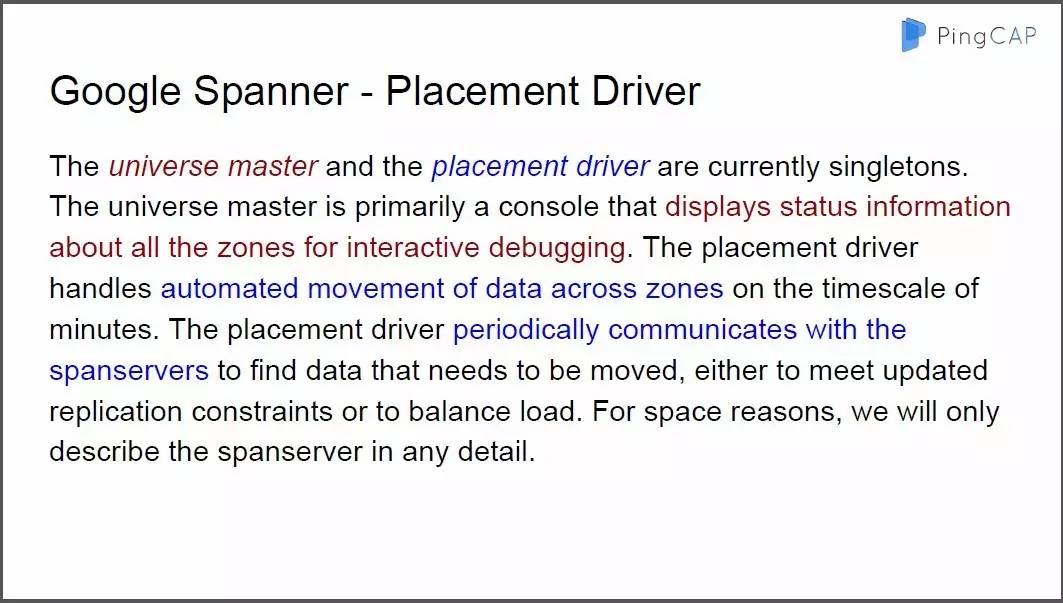 PingCAP
Google Spanner - Placement Driver
The universe master and the placement driver are currently singletons.
The universe master is primarily a console that displays status information
about all the zones for interactive debugging. The placement driver
handles automated movement of data across zones on the timescale of
minutes. The placement driver periodically communicates with the
spanservers to find data that needs to be moved, either to meet updated
replication constraints or to balance load. For space reasons, we will only
describe the spanserver in any detail.